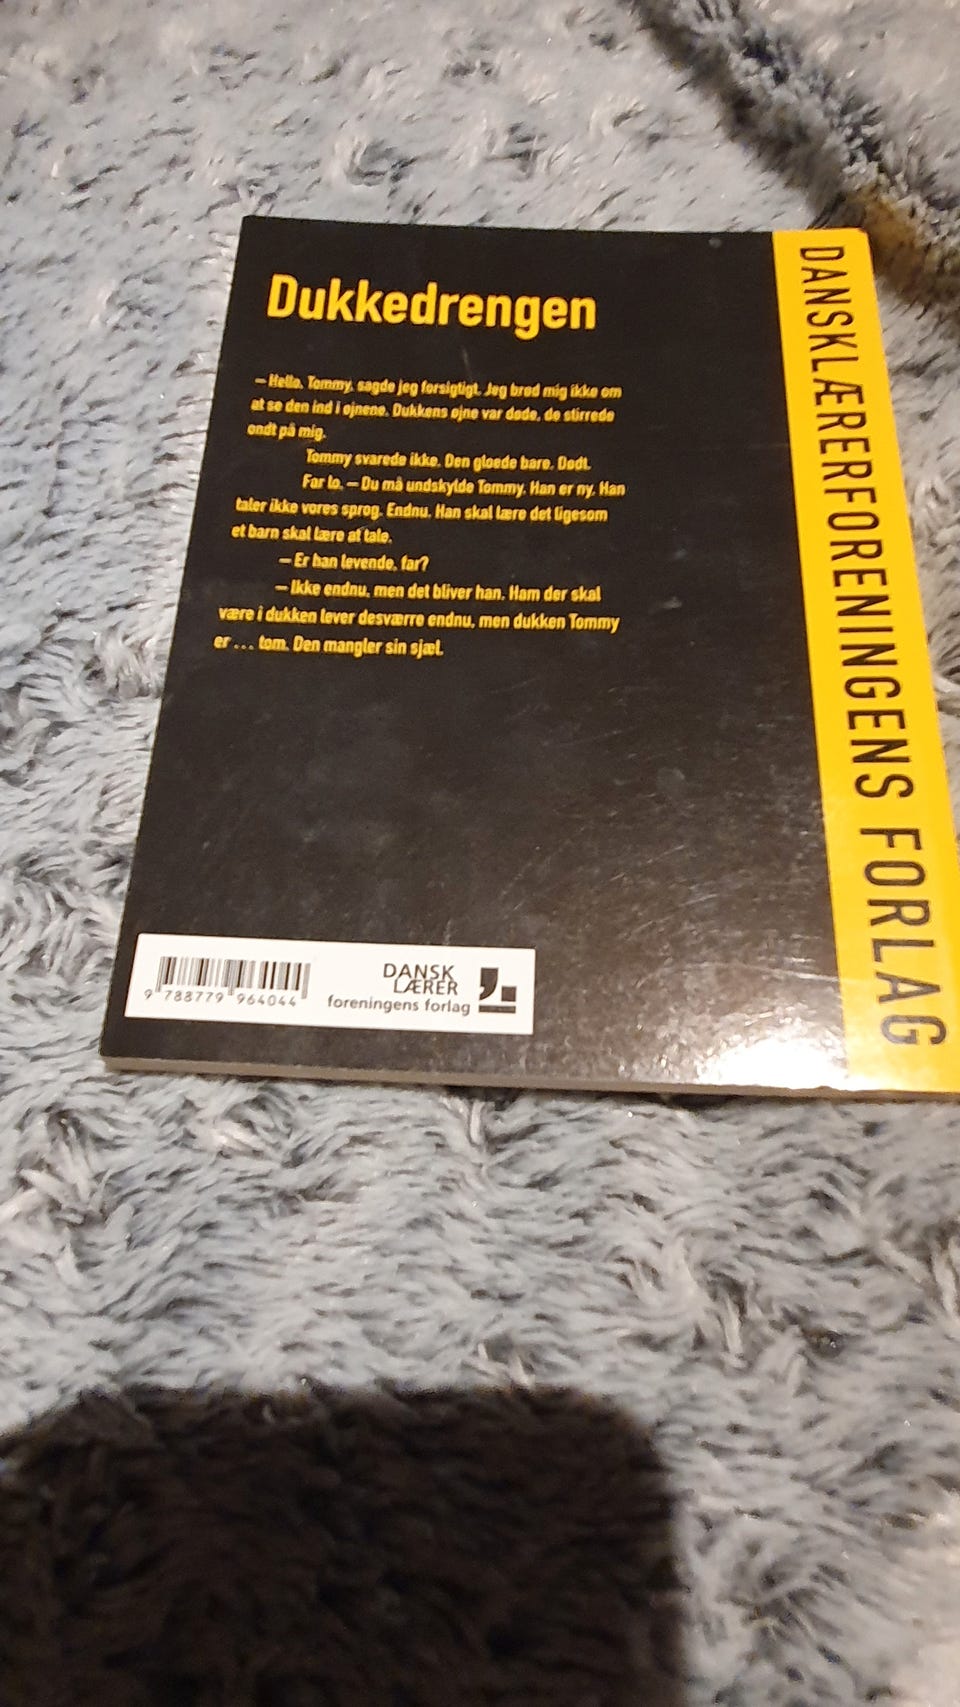 Dukkedrengen
– Hello, Tommy, sagde jeg forsigtigt. Jeg brød mig ikke om
at se den ind i øjnene. Dukkens øjne var døde, de stirrede
ondt på mig.
Tommy svarede ikke. Den gloede bare. Dødt.
Far lo. – Du må undskylde Tommy. Han er ny. Han
taler ikke vores sprog. Endnu. Han skal lære det ligesom
et barn skal lære at tale.
– Er han levende, far?
– Ikke endnu, men det bliver han. Ham der skal
være i dukken lever desværre endnu, men dukken Tommy
er ... tom. Den mangler sin sjæl.
DANSKLÆRERFORENINGENS FORLAG
9 788779 964044
DANSK
LÆRER
foreningens forlag